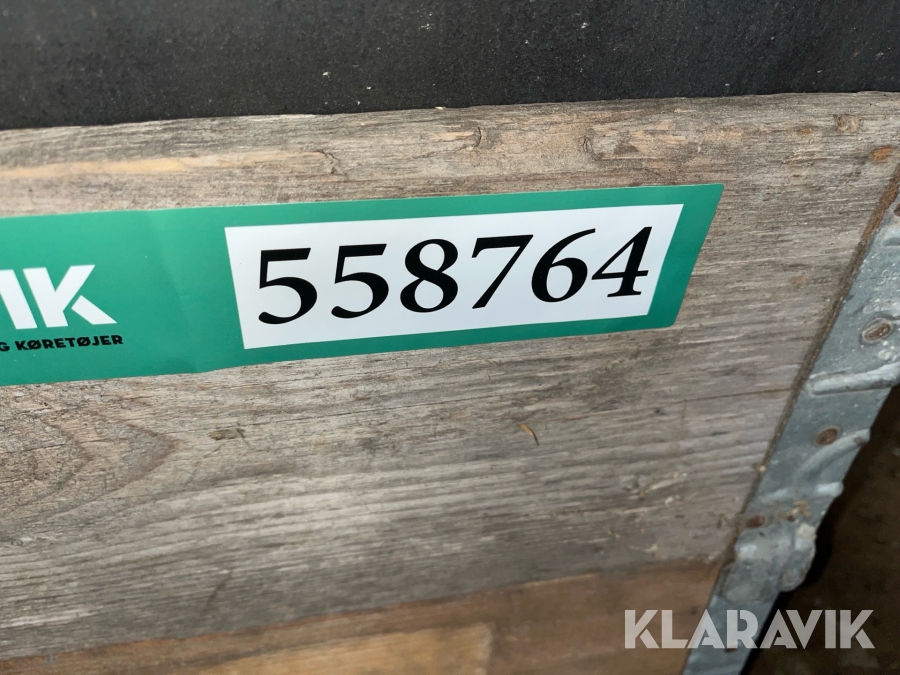 558764
IK
G KØRETØJER
KLARAVIK